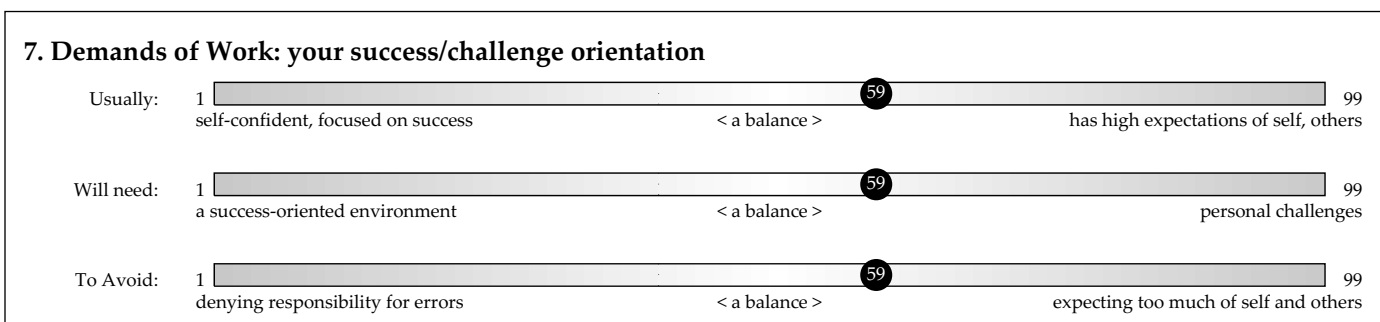 7. Demands of Work: your success/challenge orientation
Usually: 1 59 99
self-confident, focused on success < a balance > has high expectations of self, others
Will need: 1 59 99
a success-oriented environment < a balance > personal challenges
To Avoid: 1 59 99
denying responsibility for errors < a balance > expecting too much of self and others